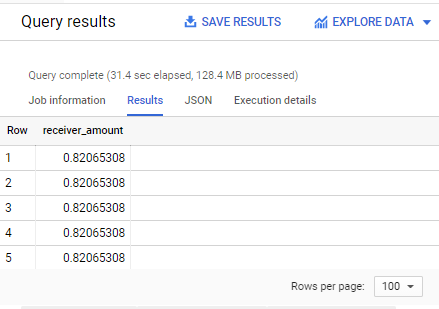 Query results SAVE RESULTS EXPLORE DATA
Query complete (31.4 sec elapsed, 128.4 MB processed)
Job information Results JSON Execution details
Row receiver_amount
1 0.82065308
2 0.82065308
3 0.82065308
4 0.82065308
5 0.82065308
Rows per page: 100